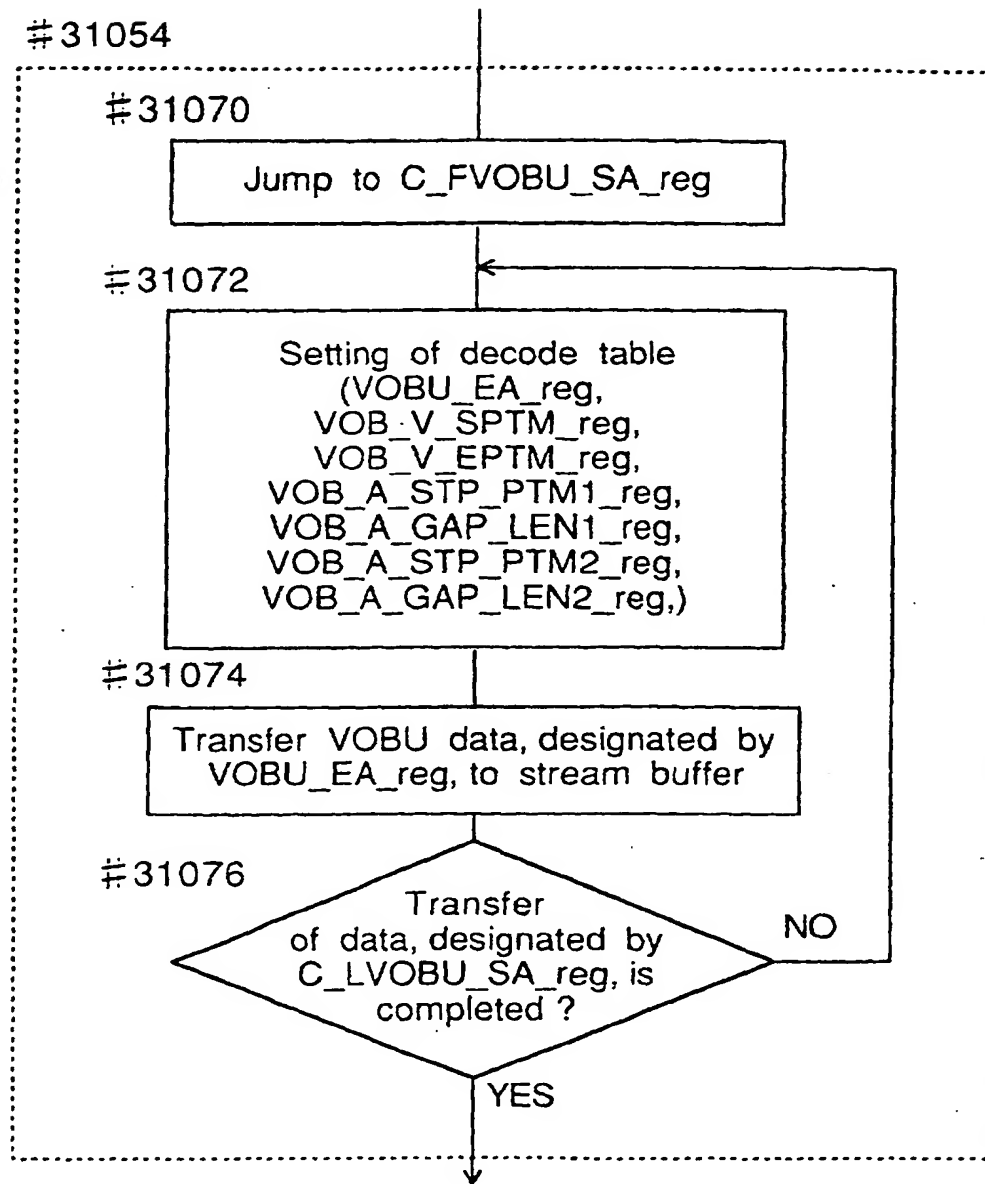 #31054
#31070
Jump to C_FVOBU_SA_reg
#31072
Setting of decode table
(VOBU_EA_reg,
VOB_V_SPTM_reg,
VOB_V_EPTM_reg,
VOB_A_STP_PTM1_reg,
VOB_A_GAP_LEN1_reg,
VOB_A_STP_PTM2_reg,
VOB_A_GAP_LEN2_reg,)
#31074
Transfer VOBU data, designated by
VOBU_EA_reg, to stream buffer
#31076
Transfer
of data, designated by
C_LVOBU_SA_reg, is
completed ?
NO
YES